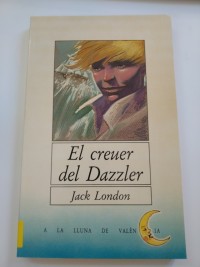 El creuer
del Dazzler
Jack London
A LA LLUNA DE VALÈNCIA